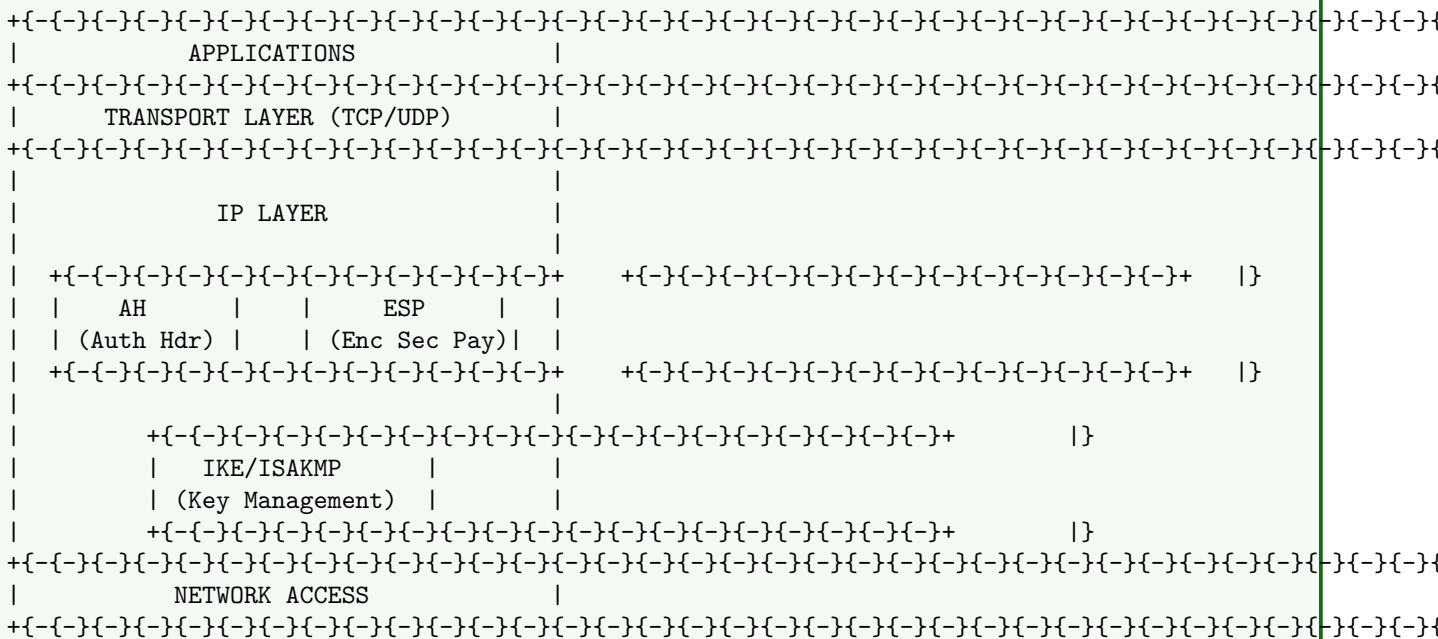 +{-{-}{-}{-}{-}{-}{-}{-}{-}{-}{-}{-}{-}{-}{-}{-}{-}{-}{-}{-}{-}{-}{-}{-}{-}{-}{-}{-}{-}{-}{-}{-}{-}{-}{
|            APPLICATIONS              |
+{-{-}{-}{-}{-}{-}{-}{-}{-}{-}{-}{-}{-}{-}{-}{-}{-}{-}{-}{-}{-}{-}{-}{-}{-}{-}{-}{-}{-}{-}{-}{-}{-}{-}{
|      TRANSPORT LAYER (TCP/UDP)       |
+{-{-}{-}{-}{-}{-}{-}{-}{-}{-}{-}{-}{-}{-}{-}{-}{-}{-}{-}{-}{-}{-}{-}{-}{-}{-}{-}{-}{-}{-}{-}{-}{-}{-}{
|                                      |
|              IP LAYER                |
|                                      |
|  +{-{-}{-}{-}{-}{-}{-}{-}{-}{-}{-}{-}+    +{-}{-}{-}{-}{-}{-}{-}{-}{-}{-}{-}{-}{-}+   |}
|  |    AH      |    |     ESP     |   |
|  | (Auth Hdr) |    | (Enc Sec Pay)|  |
|  +{-{-}{-}{-}{-}{-}{-}{-}{-}{-}{-}{-}+    +{-}{-}{-}{-}{-}{-}{-}{-}{-}{-}{-}{-}{-}+   |}
|                                      |
|         +{-{-}{-}{-}{-}{-}{-}{-}{-}{-}{-}{-}{-}{-}{-}{-}{-}{-}{-}+        |}
|         |   IKE/ISAKMP      |        |
|         | (Key Management)  |        |
|         +{-{-}{-}{-}{-}{-}{-}{-}{-}{-}{-}{-}{-}{-}{-}{-}{-}{-}{-}+        |}
+{-{-}{-}{-}{-}{-}{-}{-}{-}{-}{-}{-}{-}{-}{-}{-}{-}{-}{-}{-}{-}{-}{-}{-}{-}{-}{-}{-}{-}{-}{-}{-}{-}{-}{
|           NETWORK ACCESS             |
+{-{-}{-}{-}{-}{-}{-}{-}{-}{-}{-}{-}{-}{-}{-}{-}{-}{-}{-}{-}{-}{-}{-}{-}{-}{-}{-}{-}{-}{-}{-}{-}{-}{-}{